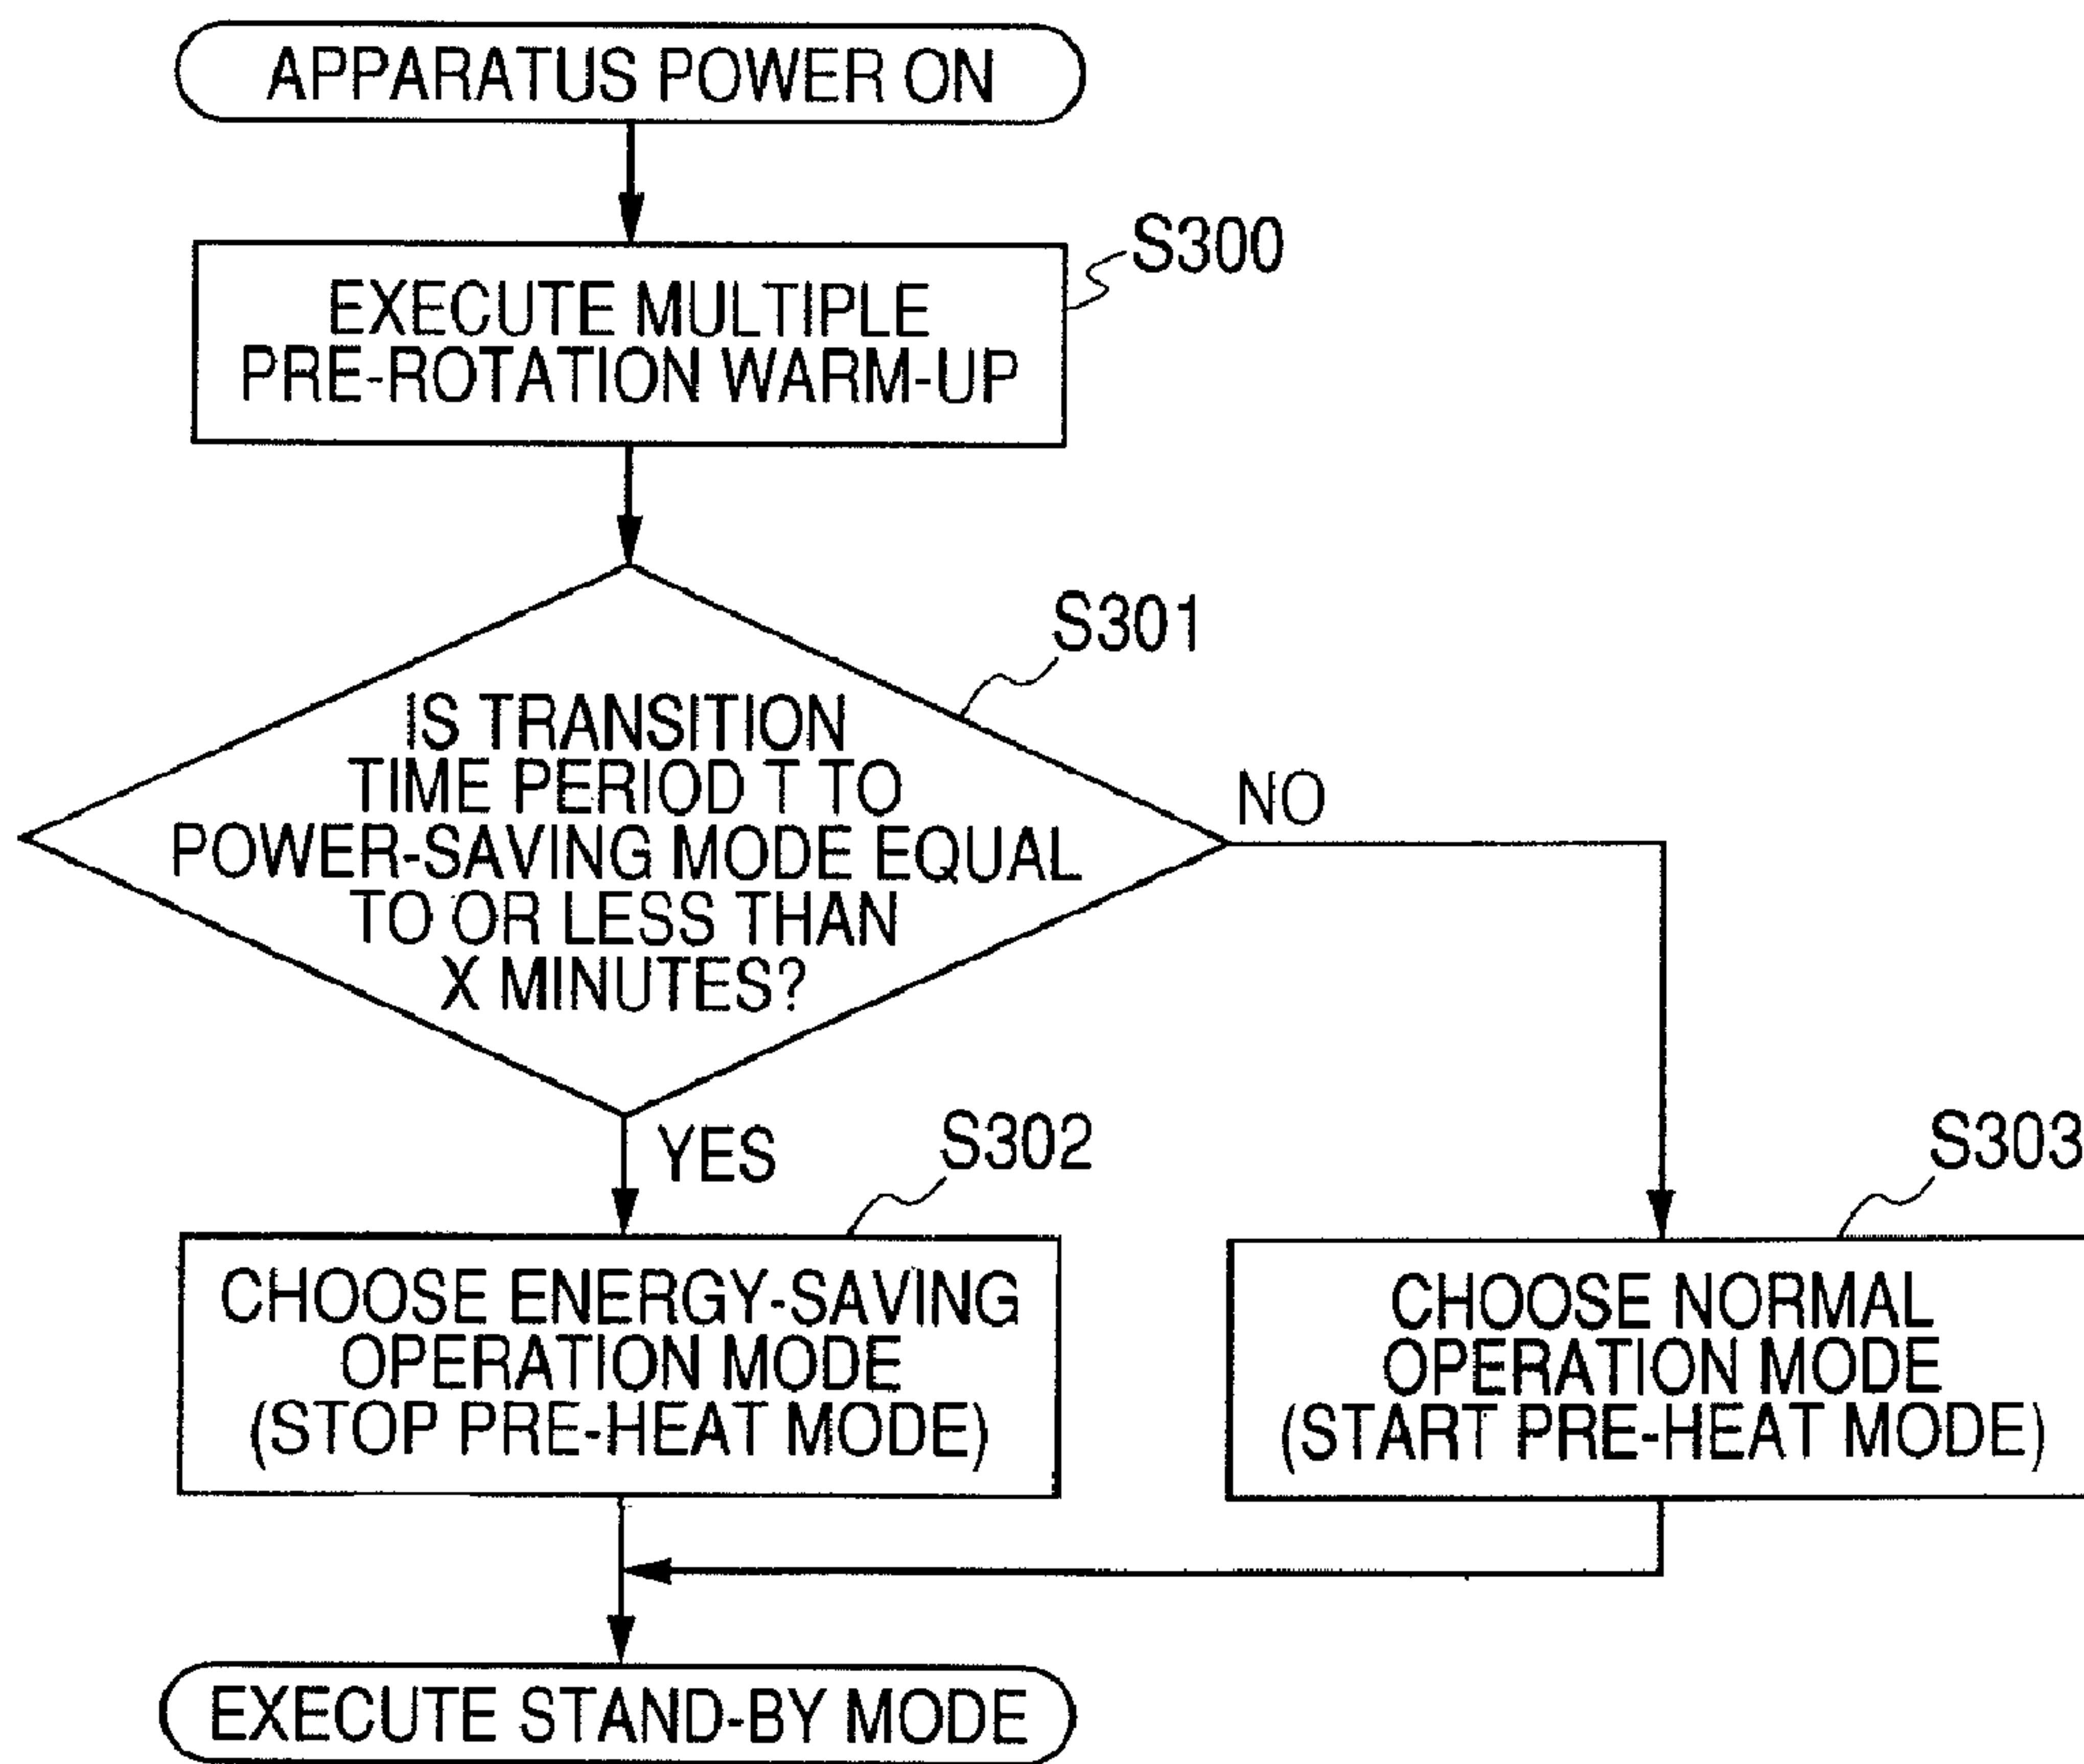 APPARATUS POWER ON
S300
EXECUTE MULTIPLE
PRE-ROTATION WARM-UP
S301
IS TRANSITION
TIME PERIOD T TO
POWER-SAVING MODE EQUAL
TO OR LESS THAN
X MINUTES?
NO
YES
S302
CHOOSE ENERGY-SAVING
OPERATION MODE
(STOP PRE-HEAT MODE)
S303
CHOOSE NORMAL
OPERATION MODE
(START PRE-HEAT MODE)
EXECUTE STAND-BY MODE